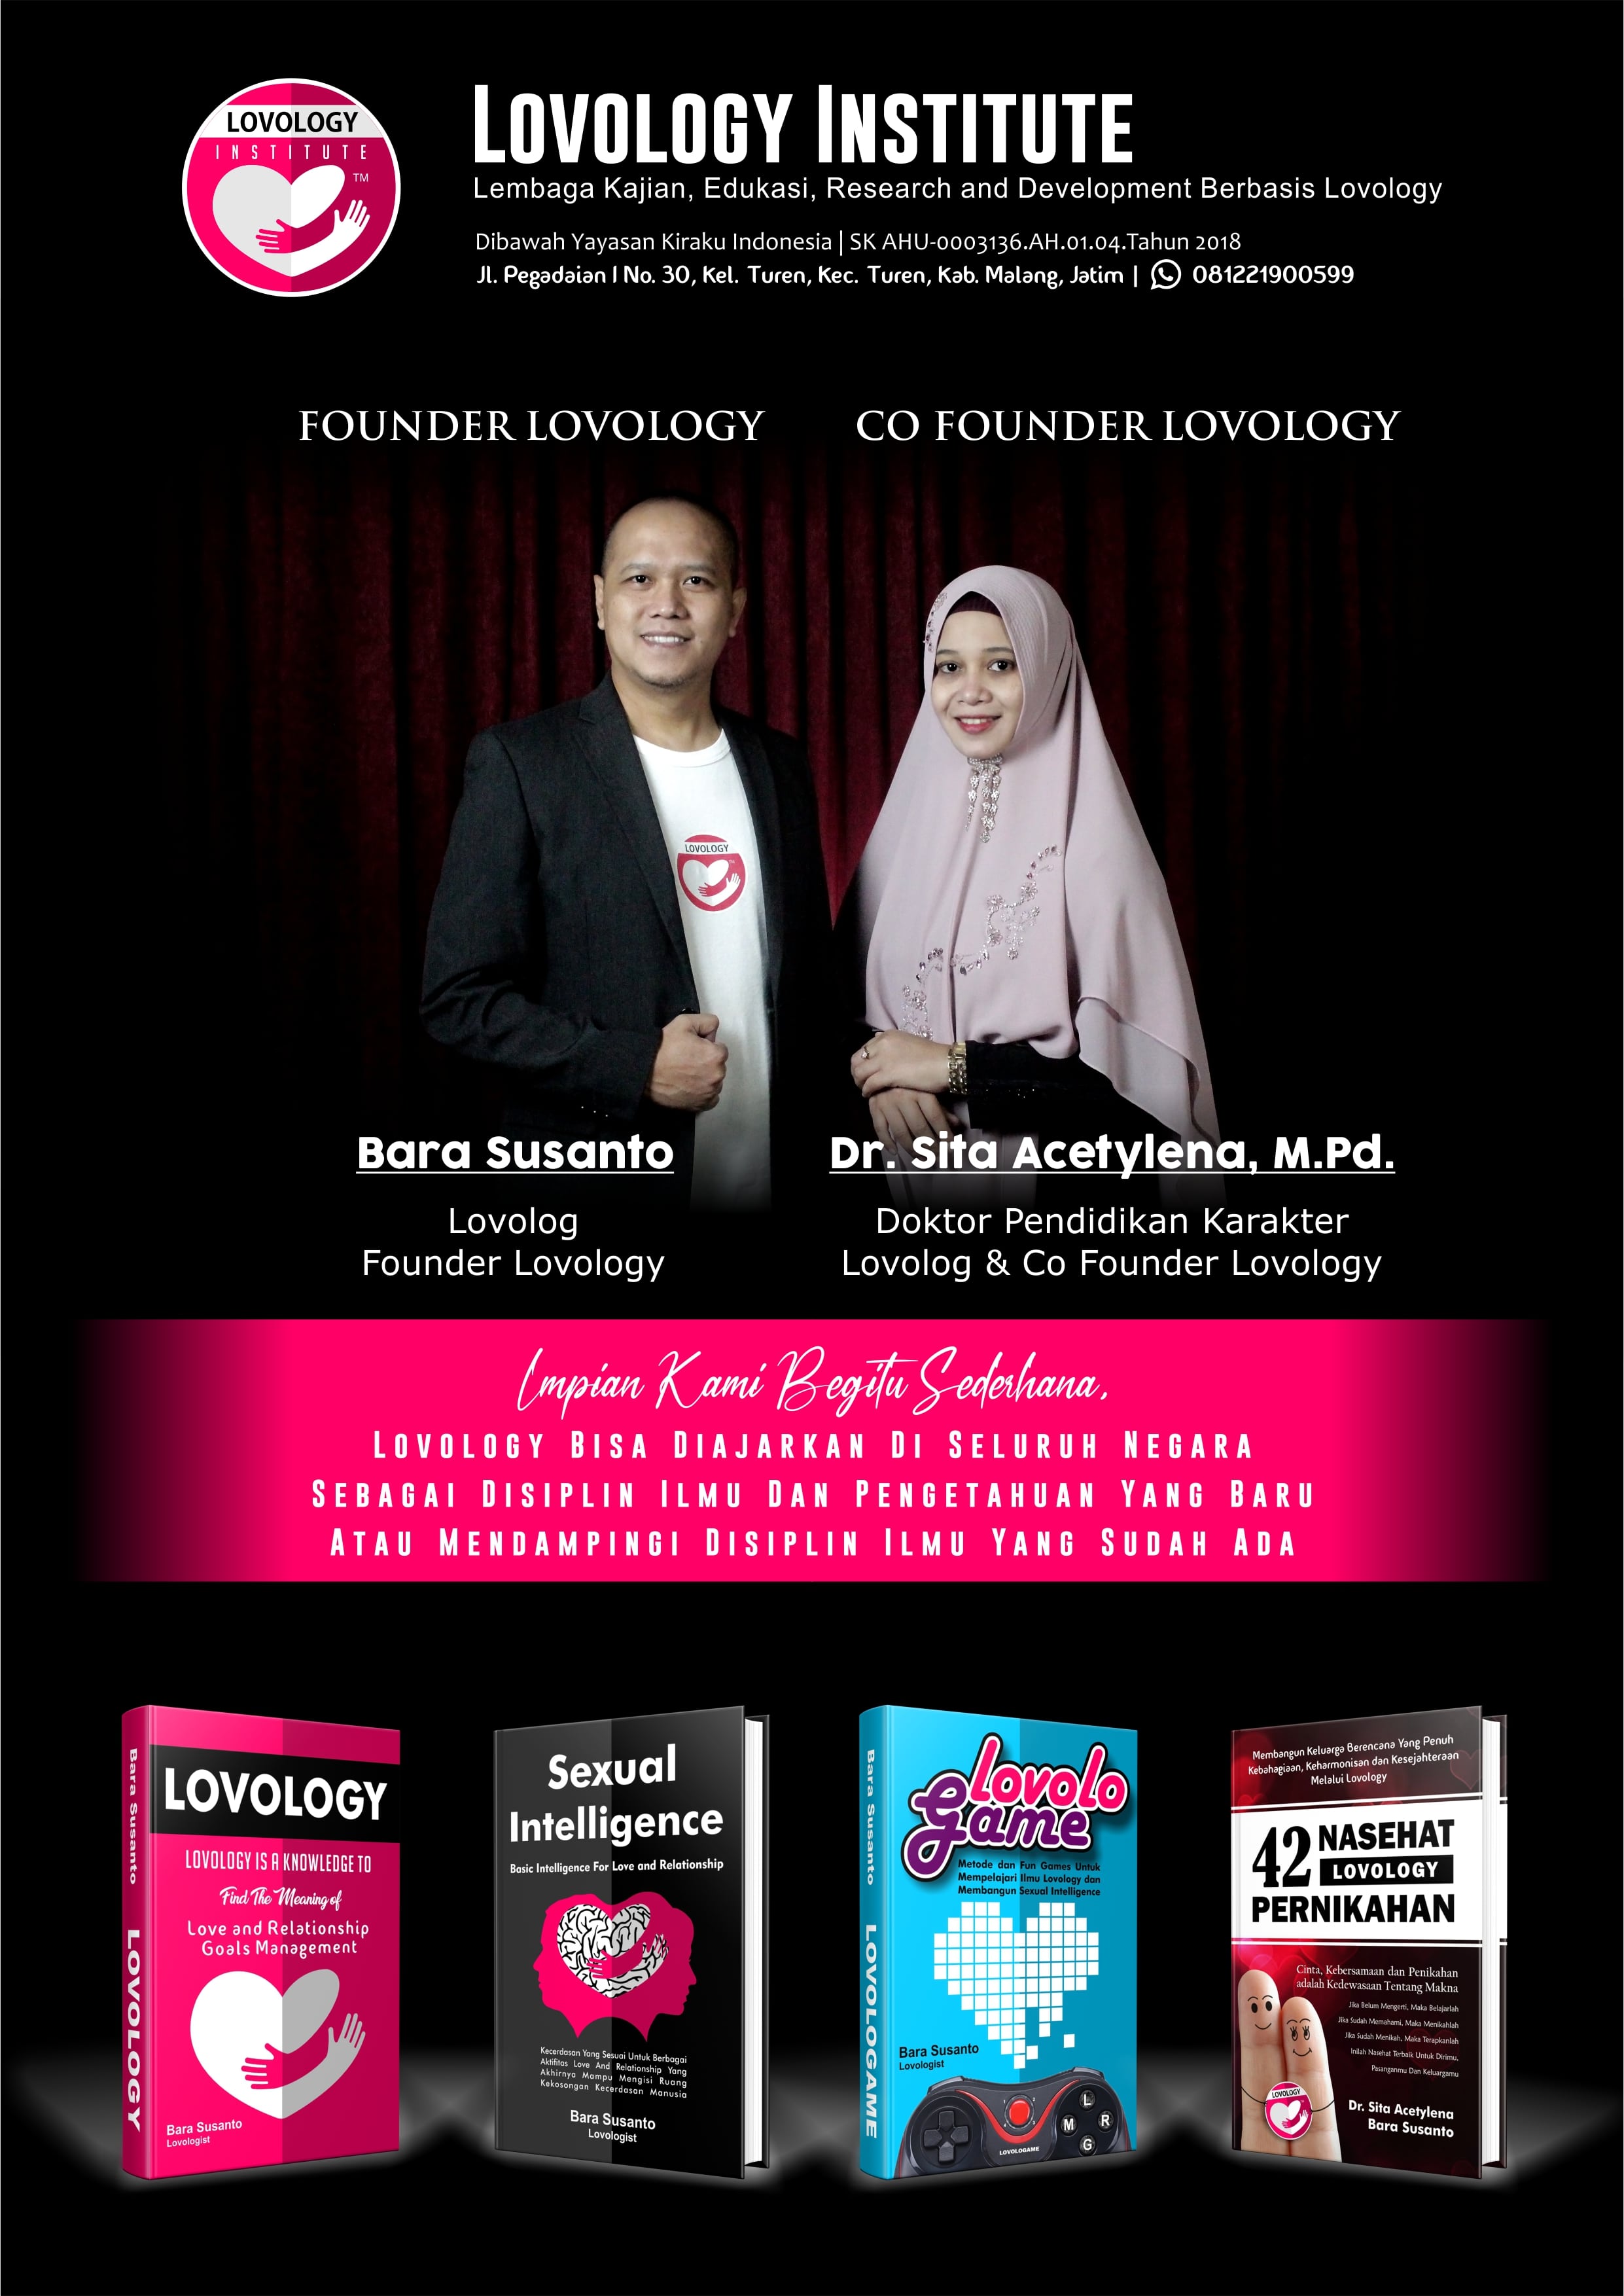 LOVOLOGY
INSTITUTE
TM
LOVOLOGY INSTITUTE
Lembaga Kajian, Edukasi, Research and Development Berbasis Lovology
Dibawah Yayasan Kiraku Indonesia | SK AHU-0003136.AH.01.04.Tahun 2018
Jl. Pegadaian 1 No. 30, Kel. Turen, Kec. Turen, Kab. Malang, Jatim | 081221900599
FOUNDER LOVOLOGY
CO FOUNDER LOVOLOGY
LOVOLOGY
TM
Bara Susanto
Lovolog
Founder Lovology
Dr. Sita Acetylena, M.Pd.
Doktor Pendidikan Karakter
Lovolog & Co Founder Lovology
Impian Kami Begitu Sederhana,
LOVOLOGY BISA DIAJARKAN DI SELURUH NEGARA
SEBAGAI DISIPLIN ILMU DAN PENGETAHUAN YANG BARU
ATAU MENDAMPINGI DISIPLIN ILMU YANG SUDAH ADA
Bara Susanto LOVOLOGY
LOVOLOGY
LOVOLOGY IS A KNOWLEDGE TO
Find The Meaning of
Love and Relationship
Goals Management
Bara Susanto
Lovologist
Sexual
Intelligence
Basic Intelligence For Love and Relationship
Kecerdasan Yang Sesuai Untuk Berbagai
Aktifitas Love And Relationship Yang
Akhirnya Mampu Mengisi Ruang
Kekosongan Kecerdasan Manusia
Bara Susanto
Lovologist
Bara Susanto LOVOLOGAME
Lovolo
Game
Metode dan Fun Games Untuk
Mempelajari Ilmu Lovology dan
Membangun Sexual Intelligence
Bara Susanto
Lovologist
L
M R
G
LOVOLOGAME
Membangun Keluarga Berencana Yang Penuh
Kebahagiaan, Keharmonisan dan Kesejahteraan
Melalui Lovology
42 NASEHAT
LOVOLOGY
PERNIKAHAN
Cinta, Kebersamaan dan Penikahan
adalah Kedewasaan Tentang Makna
Jika Belum Mengerti, Maka Belajarlah
Jika Sudah Memahami, Maka Menikahlah
Jika Sudah Menikah, Maka Terapkanlah
Inilah Nasehat Terbaik Untuk Dirimu,
Pasanganmu Dan Keluargamu
LOVOLOGY
Dr. Sita Acetylena
Bara Susanto